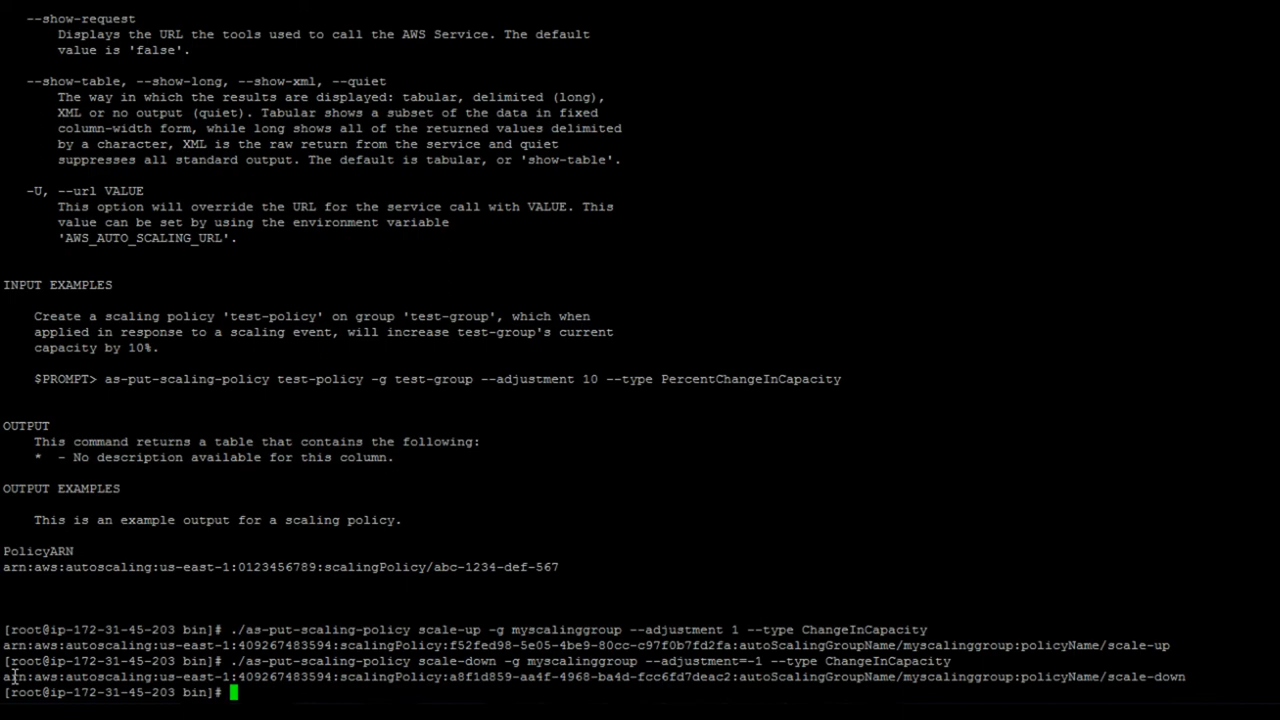 --show-request
Displays the URL the tools used to call the AWS Service. The default
value is 'false'.
--show-table, --show-long, --show-xml, --quiet
The way in which the results are displayed: tabular, delimited (long),
XML or no output (quiet). Tabular shows a subset of the data in fixed
column-width form, while long shows all of the returned values delimited
by a character, XML is the raw return from the service and quiet
suppresses all standard output. The default is tabular, or 'show-table'.
-U, --url VALUE
This option will override the URL for the service call with VALUE. This
value can be set by using the environment variable
'AWS_AUTO_SCALING_URL'.
INPUT EXAMPLES
Create a scaling policy 'test-policy' on group 'test-group', which when
applied in response to a scaling event, will increase test-group's current
capacity by 10%.
$PROMPT> as-put-scaling-policy test-policy -g test-group --adjustment 10 --type PercentChangeInCapacity
OUTPUT
This command returns a table that contains the following:
*  - No description available for this column.
OUTPUT EXAMPLES
This is an example output for a scaling policy.
PolicyARN
arn:aws:autoscaling:us-east-1:0123456789:scalingPolicy/abc-1234-def-567
[root@ip-172-31-45-203 bin]# ./as-put-scaling-policy scale-up -g myscalinggroup --adjustment 1 --type ChangeInCapacity
arn:aws:autoscaling:us-east-1:409267483594:scalingPolicy:f52fed98-5e05-4be9-80cc-c97f0b7fd2fa:autoScalingGroupName/myscalinggroup:policyName/scale-up
[root@ip-172-31-45-203 bin]# ./as-put-scaling-policy scale-down -g myscalinggroup --adjustment=-1 --type ChangeInCapacity
arn:aws:autoscaling:us-east-1:409267483594:scalingPolicy:a8f1d859-aa4f-4968-ba4d-fcc6fd7deac2:autoScalingGroupName/myscalinggroup:policyName/scale-down
[root@ip-172-31-45-203 bin]#